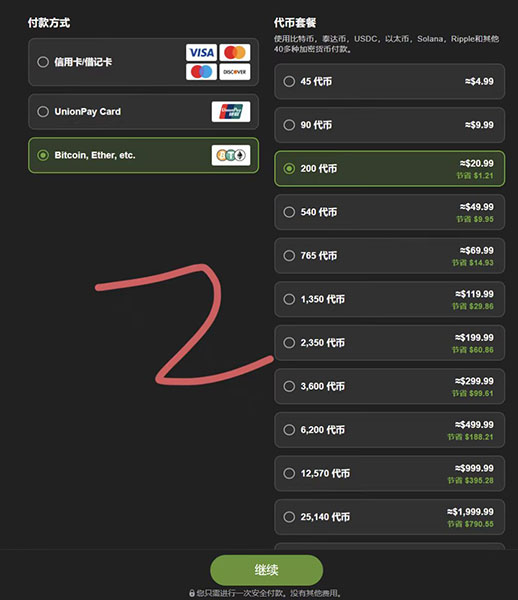 付款方式
信用卡/借记卡
VISA
DISCOVER
UnionPay Card
Bitcoin, Ether, etc.
代币套餐
使用比特币，泰达币，USDC，以太币，Solana，Ripple和其他
40多种加密货币付款。
45 代币 ≈$4.99
90 代币 ≈$9.99
200 代币 ≈$20.99
节省 $1.21
540 代币 ≈$49.99
节省 $9.95
765 代币 ≈$69.99
节省 $14.93
1,350 代币 ≈$119.99
节省 $29.86
2,350 代币 ≈$199.99
节省 $60.86
3,600 代币 ≈$299.99
节省 $99.61
6,200 代币 ≈$499.99
节省 $188.21
12,570 代币 ≈$999.99
节省 $395.28
25,140 代币 ≈$1,999.99
节省 $790.55
2
继续
您只需进行一次安全付款。没有其他费用。